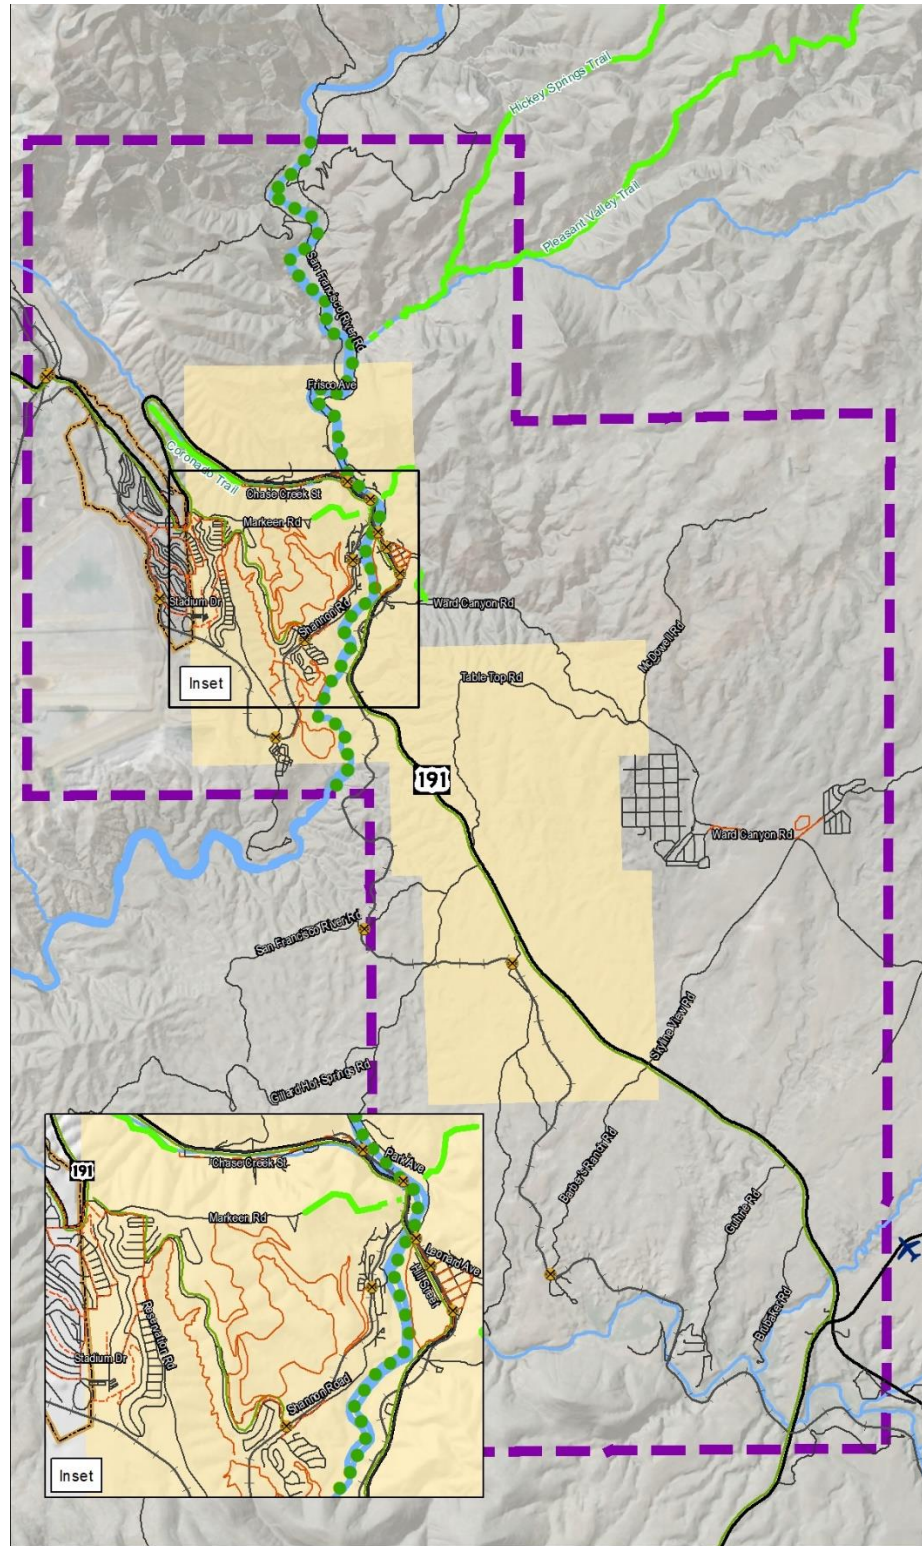 Hickey Springs Trail
Pleasant Valley Trail
San Francisco River Rd
Frisco Ave
Coronado Trail
Chase Creek St
Markeen Rd
Stadium Dr
Shannon Rd
Ward Canyon Rd
McDowell Rd
Table Top Rd
Inset
191
Ward Canyon Rd
San Francisco River Rd
Skyline View Rd
Gillard Hot Springs Rd
Barber's Ranch Rd
Guthrie Rd
Brubaker Rd
Chase Creek St
Park Ave
191
Markeen Rd
Leonard Ave
Hill Street
Reservation Rd
Stadium Dr
Shannon Road
Inset